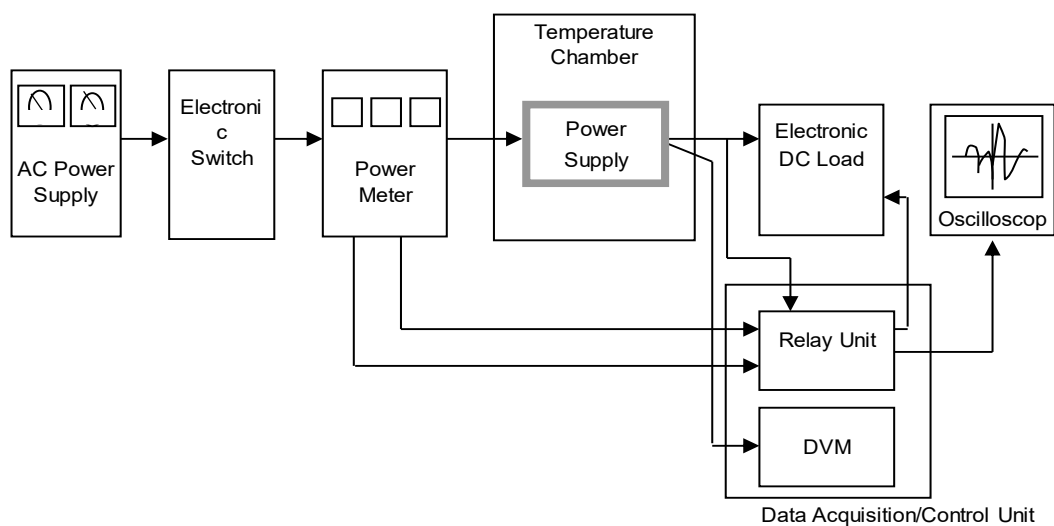 Temperature
Chamber
AC Power
Supply
Electroni
c
Switch
Power
Meter
Power
Supply
Electronic
DC Load
Oscilloscop
Relay Unit
DVM
Data Acquisition/Control Unit